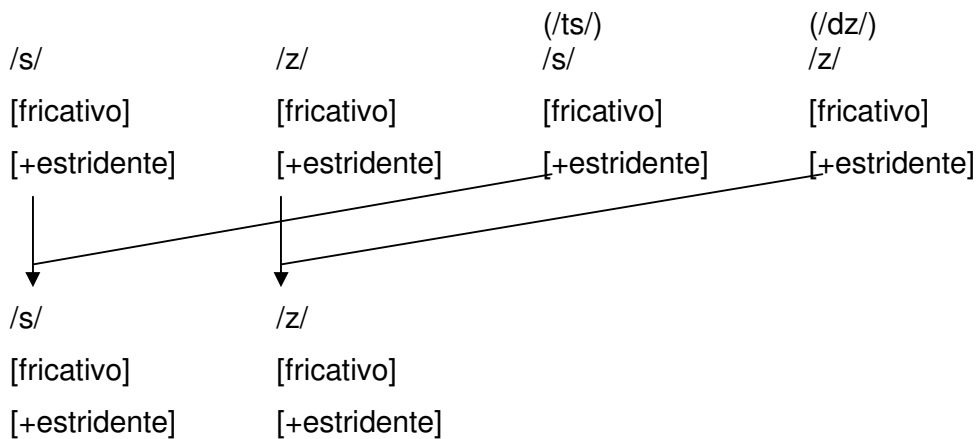 (/ts/) (/dz/)
/s/ /z/ /s/ /z/
[fricativo] [fricativo] [fricativo] [fricativo]
[+estridente] [+estridente] [+estridente] [+estridente]
/s/ /z/
[fricativo] [fricativo]
[+estridente] [+estridente]